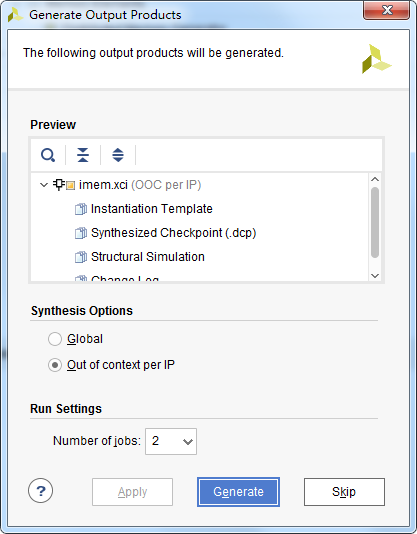 Generate Output Products
The following output products will be generated.
Preview
imem.xci (OOC per IP)
Instantiation Template
Synthesized Checkpoint (.dcp)
Structural Simulation
Change Log
Synthesis Options
Global
Out of context per IP
Run Settings
Number of jobs: 2
? Apply Generate Skip